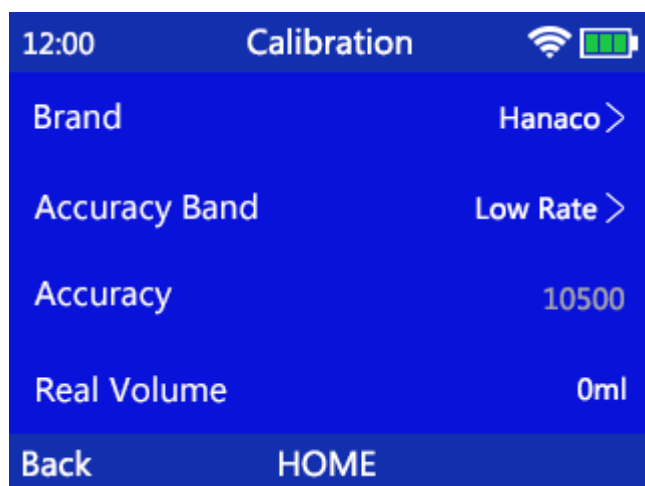 12:00 Calibration
Brand Hanaco
Accuracy Band Low Rate
Accuracy 10500
Real Volume 0ml
Back HOME